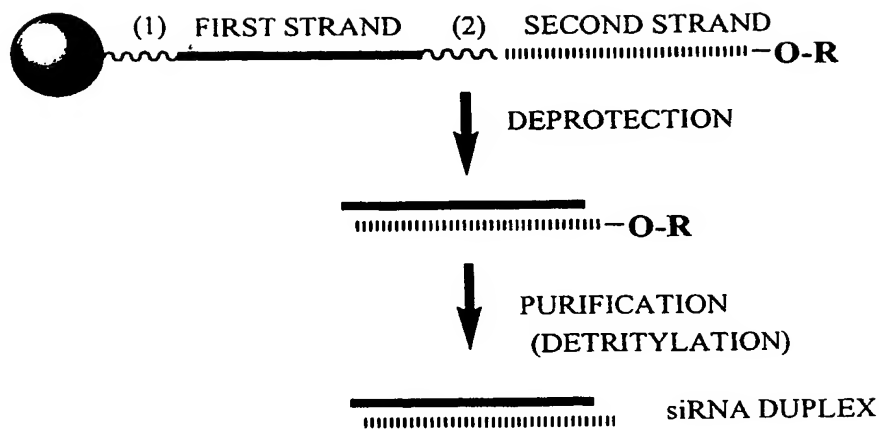 (1) FIRST STRAND (2) SECOND STRAND
O-R
DEPROTECTION
O-R
PURIFICATION
(DETRITYLATION)
siRNA DUPLEX